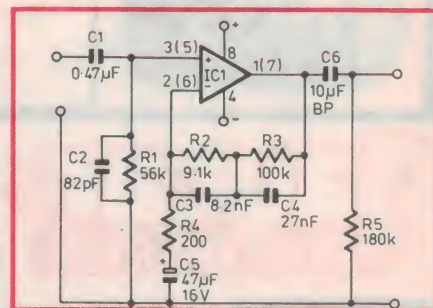 C1
0·47µF
3(5)
+
8
IC1
1(7)
2(6)
4
C6
10µF
BP
C2
82pF
R1
56k
R2
9·1k
R3
100k
C3
8·2nF
C4
27nF
R4
200
+
C5
47µF
16V
R5
180k